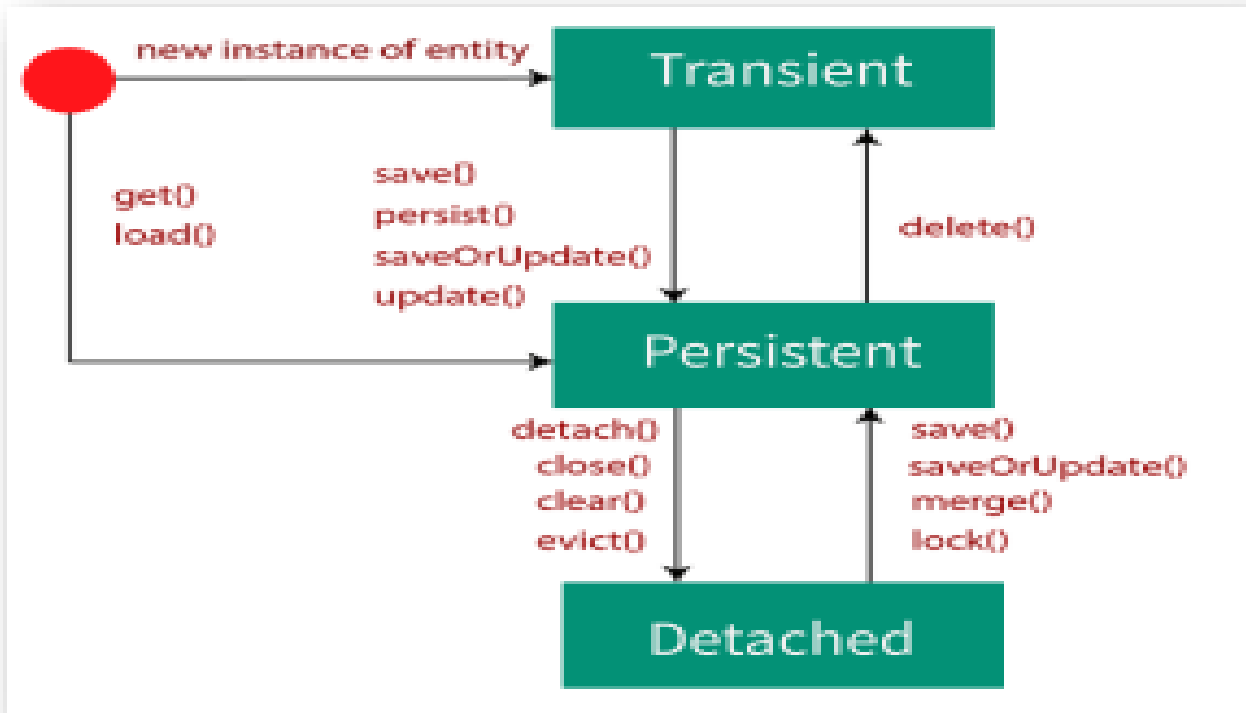 new instance of entity
Transient
get()
load()
save()
persist()
saveOrUpdate()
update()
delete()
Persistent
detach()
close()
clear()
evict()
save()
saveOrUpdate()
merge()
lock()
Detached